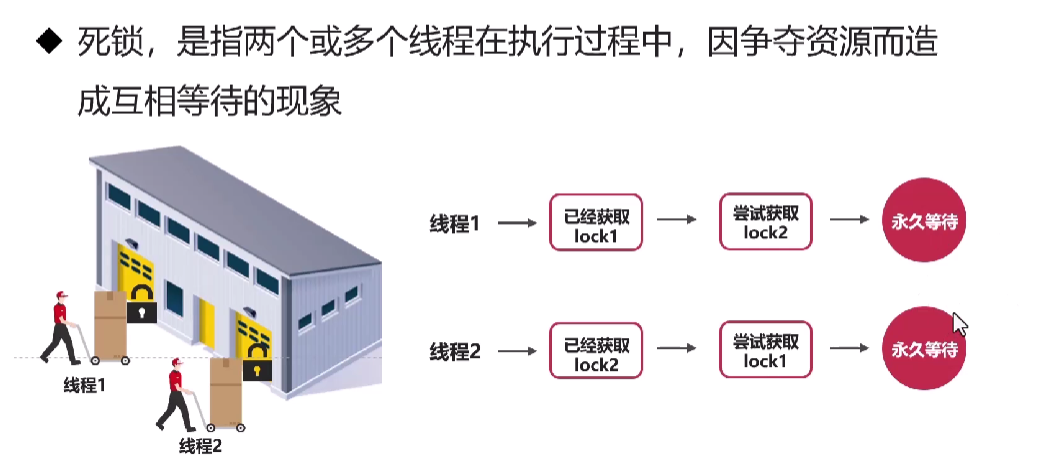 死锁，是指两个或多个线程在执行过程中，因争夺资源而造
成互相等待的现象
线程1
已经获取
lock1
尝试获取
lock2
永久等待
线程2
已经获取
lock2
尝试获取
lock1
永久等待
线程1
线程2